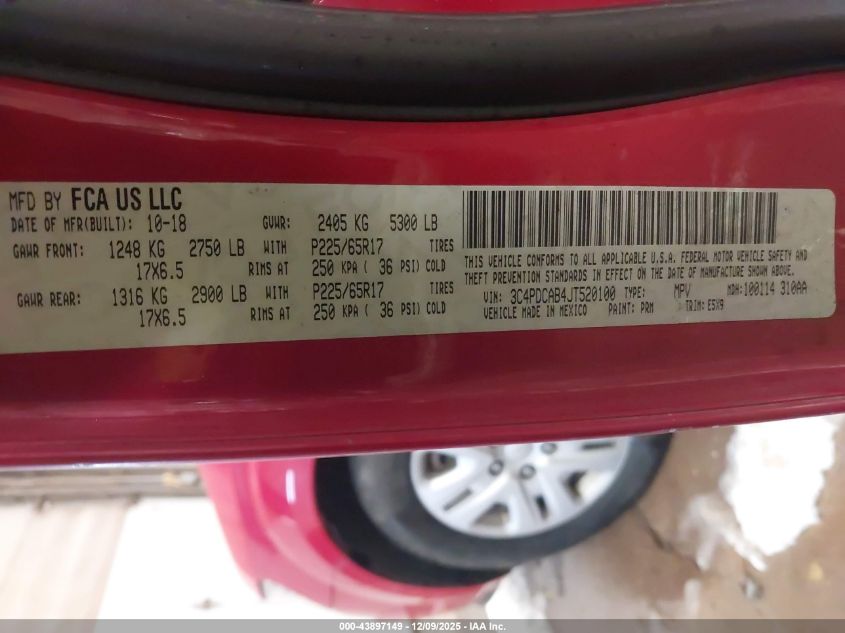 MFD BY FCA US LLC
DATE OF MFR(BUILT): 10-18 GVWR: 2405 KG 5300 LB
GAWR FRONT: 1248 KG 2750 LB WITH P225/65R17 TIRES
17X6.5 RIMS AT 250 KPA ( 36 PSI) COLD
GAWR REAR: 1316 KG 2900 LB WITH P225/65R17 TIRES
17X6.5 RIMS AT 250 KPA ( 36 PSI) COLD
THIS VEHICLE CONFORMS TO ALL APPLICABLE U.S.A. FEDERAL MOTOR VEHICLE SAFETY AND
THEFT PREVENTION STANDARDS IN EFFECT ON THE DATE OF MANUFACTURE SHOWN ABOVE.
VIN: 3C4PDCAB4JT520100 TYPE: MPV MDH:100114 310AA
VEHICLE MADE IN MEXICO PAINT: PRM TRIM: E5X9
000-43897149 - 12/09/2025 - IAA Inc.